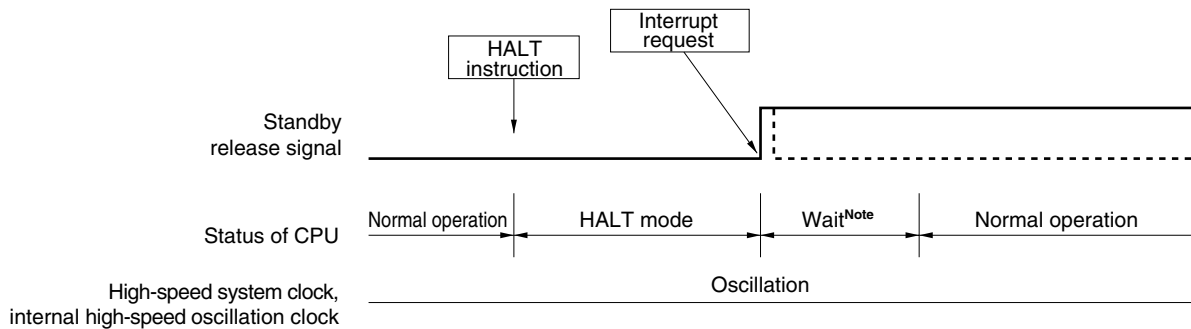 Interrupt
request
HALT
instruction
Standby
release signal
Status of CPU
Normal operation
HALT mode
WaitNote
Normal operation
High-speed system clock,
internal high-speed oscillation clock
Oscillation